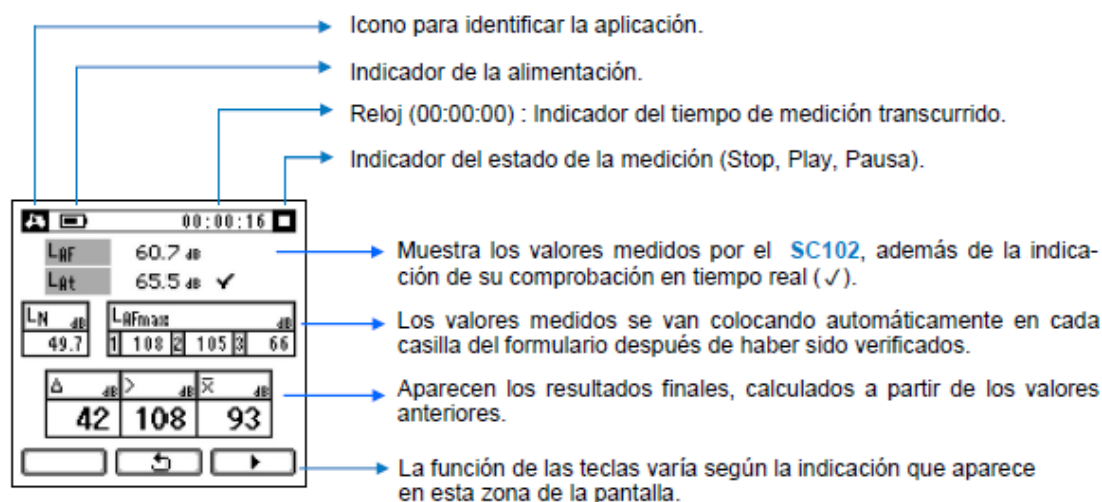 Icono para identificar la aplicación.
Indicador de la alimentación.
Reloj (00:00:00) : Indicador del tiempo de medición transcurrido.
Indicador del estado de la medición (Stop, Play, Pausa).
00:00:16
LAF 60.7 dB
LAt 65.5 dB ✓
LN dB LAFmax dB
49.7 1 108 2 105 3 66
Δ dB > dB x̅ dB
42 108 93
Muestra los valores medidos por el SC102, además de la indica-
ción de su comprobación en tiempo real (✓).
Los valores medidos se van colocando automáticamente en cada
casilla del formulario después de haber sido verificados.
Aparecen los resultados finales, calculados a partir de los valores
anteriores.
La función de las teclas varía según la indicación que aparece
en esta zona de la pantalla.